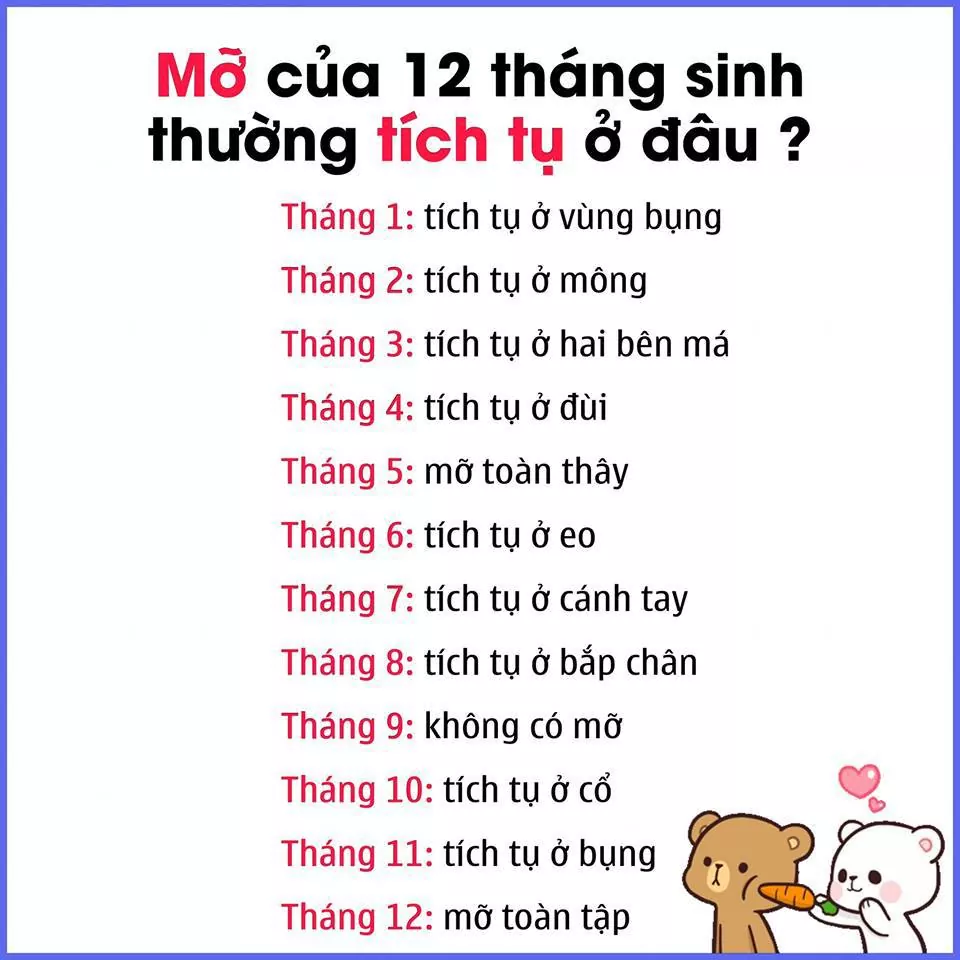 Mỡ của 12 tháng sinh
thường tích tụ ở đâu ?
Tháng 1: tích tụ ở vùng bụng
Tháng 2: tích tụ ở mông
Tháng 3: tích tụ ở hai bên má
Tháng 4: tích tụ ở đùi
Tháng 5: mỡ toàn thây
Tháng 6: tích tụ ở eo
Tháng 7: tích tụ ở cánh tay
Tháng 8: tích tụ ở bắp chân
Tháng 9: không có mỡ
Tháng 10: tích tụ ở cổ
Tháng 11: tích tụ ở bụng
Tháng 12: mỡ toàn tập